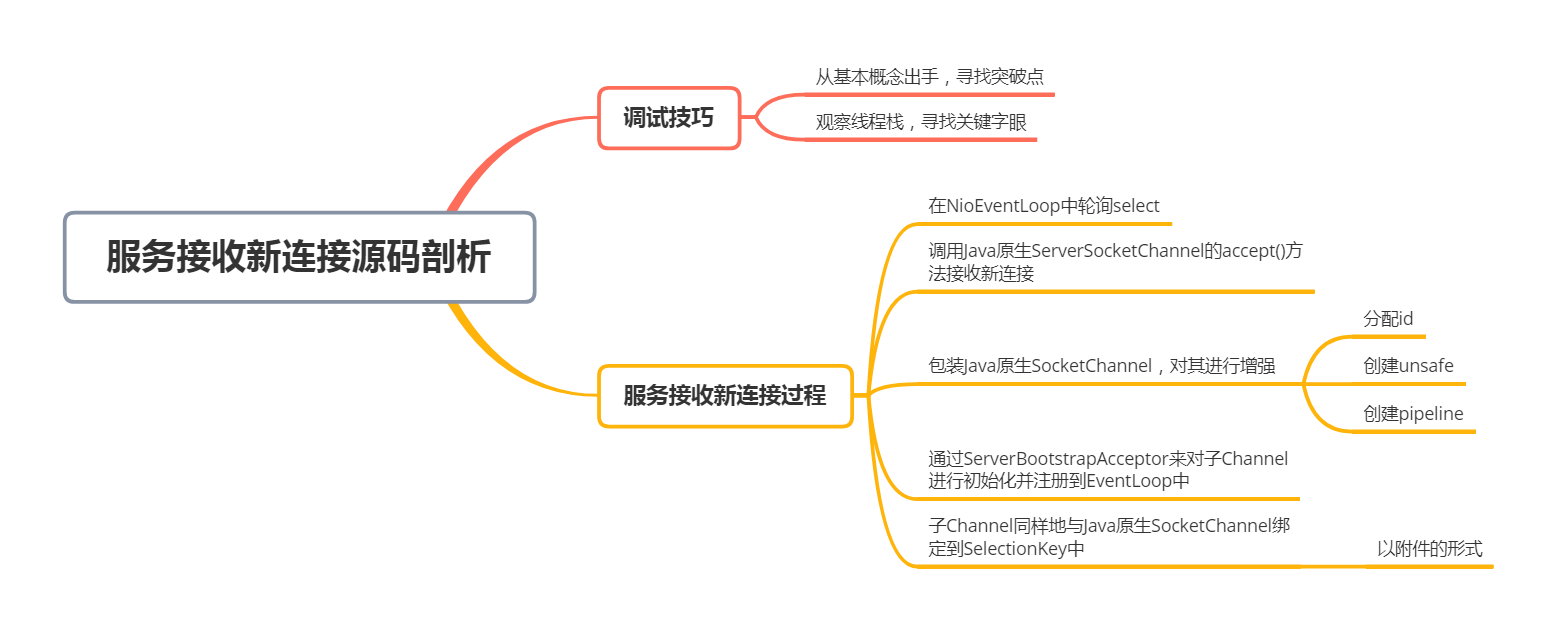 服务接收新连接源码剖析
调试技巧
从基本概念出手，寻找突破点
观察线程栈，寻找关键字眼
服务接收新连接过程
在NioEventLoop中轮询select
调用Java原生ServerSocketChannel的accept()方
法接收新连接
包装Java原生SocketChannel，对其进行增强
分配id
创建unsafe
创建pipeline
通过ServerBootstrapAcceptor来对子Channel
进行初始化并注册到EventLoop中
子Channel同样地与Java原生SocketChannel绑
定到SelectionKey中
以附件的形式